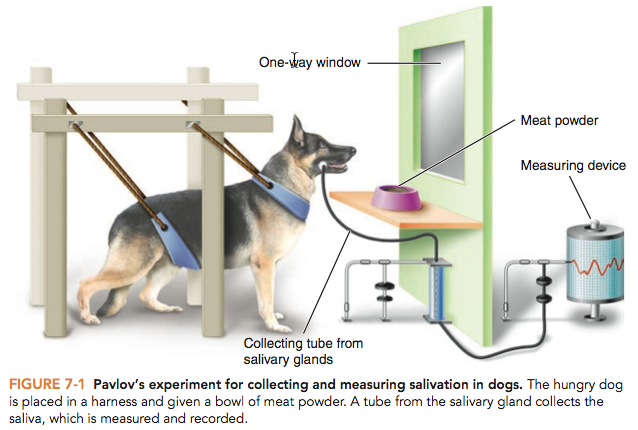 One-way window
Meat powder
Measuring device
Collecting tube from
salivary glands
FIGURE 7-1 Pavlov's experiment for collecting and measuring salivation in dogs. The hungry dog
is placed in a harness and given a bowl of meat powder. A tube from the salivary gland collects the
saliva, which is measured and recorded.